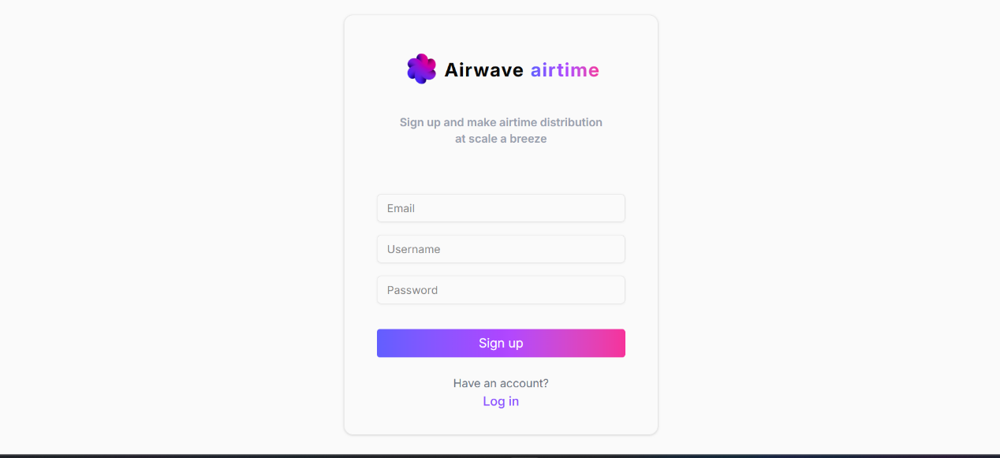 Airwave airtime
Sign up and make airtime distribution
at scale a breeze
Email
Username
Password
Sign up
Have an account?
Log in